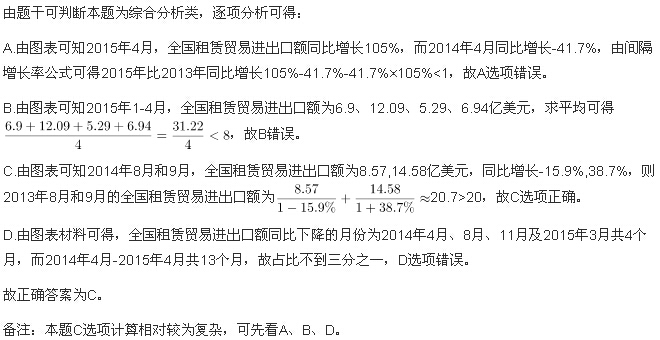 由题干可判断本题为综合分析类，逐项分析可得：
A.由图表可知2015年4月，全国租赁贸易进出口额同比增长105%，而2014年4月同比增长-41.7%，由间隔
增长率公式可得2015年比2013年同比增长105%-41.7%-41.7%×105%<1，故A选项错误。
B.由图表可知2015年1-4月，全国租赁贸易进出口额为6.9、12.09、5.29、6.94亿美元，求平均可得
(6.9+12.09+5.29+6.94)/4=31.22/4<8，故B错误。
C.由图表可知2014年8月和9月，全国租赁贸易进出口额为8.57,14.58亿美元，同比增长-15.9%,38.7%，则
2013年8月和9月的全国租赁贸易进出口额为8.57/(1-15.9%)+14.58/(1+38.7%)≈20.7>20，故C选项正确。
D.由图表材料可得，全国租赁贸易进出口额同比下降的月份为2014年4月、8月、11月及2015年3月共4个
月，而2014年4月-2015年4月共13个月，故占比不到三分之一，D选项错误。
故正确答案为C。
备注：本题C选项计算相对较为复杂，可先看A、B、D。